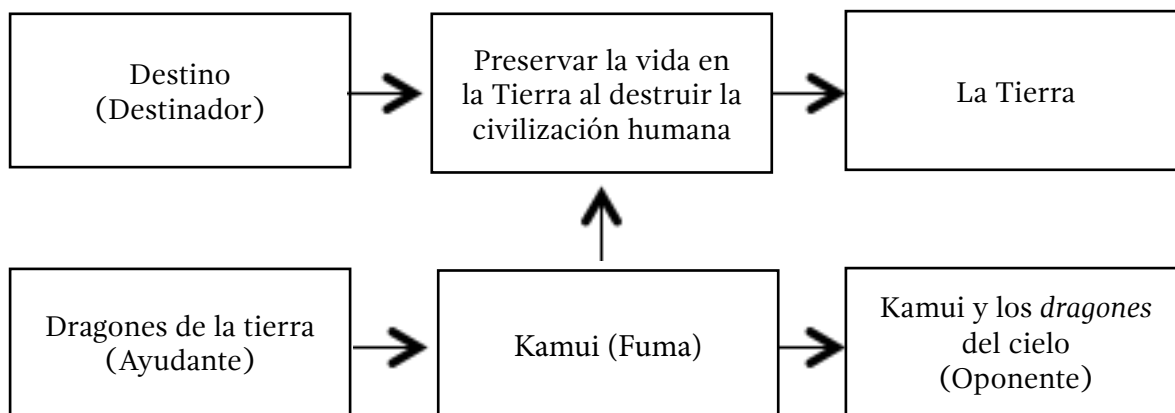 Destino
(Destinador)
Preservar la vida en
la Tierra al destruir la
civilización humana
La Tierra
Dragones de la tierra
(Ayudante)
Kamui (Fuma)
Kamui y los dragones
del cielo
(Oponente)